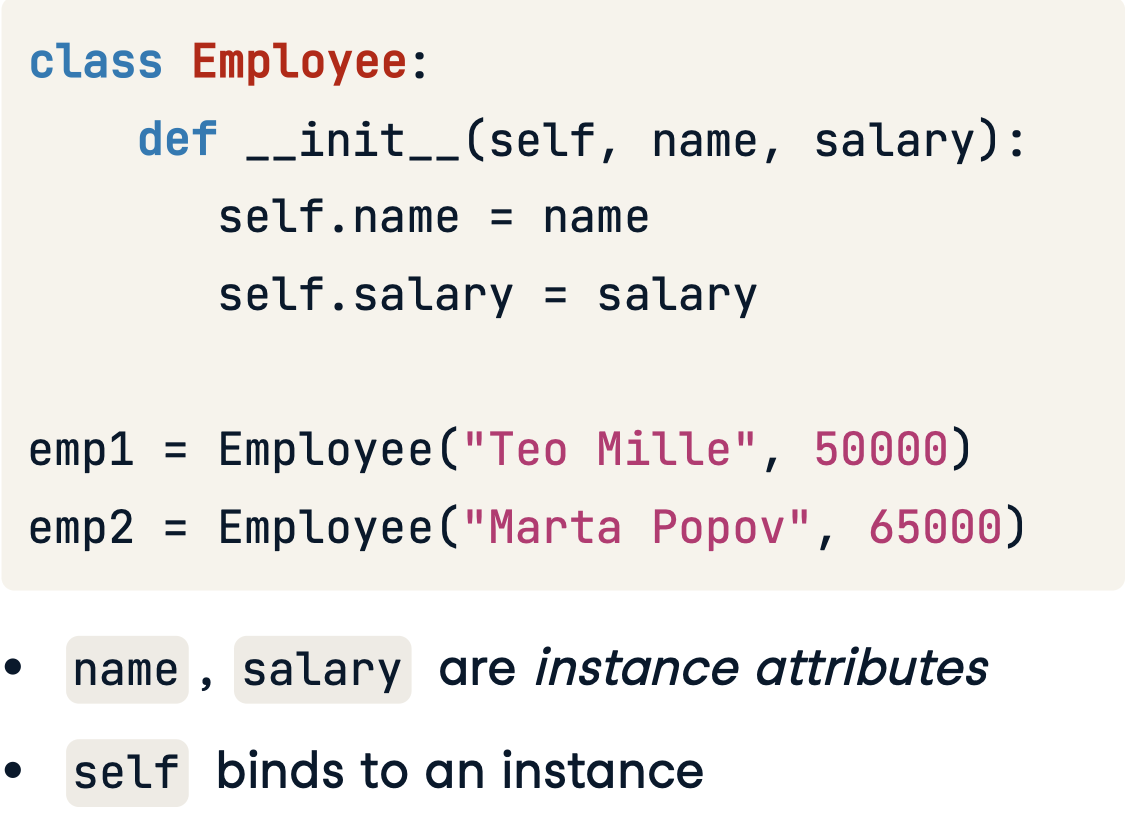 class Employee:
    def __init__(self, name, salary):
       self.name = name
       self.salary = salary

emp1 = Employee("Teo Mille", 50000)
emp2 = Employee("Marta Popov", 65000)
• name , salary are instance attributes
• self binds to an instance